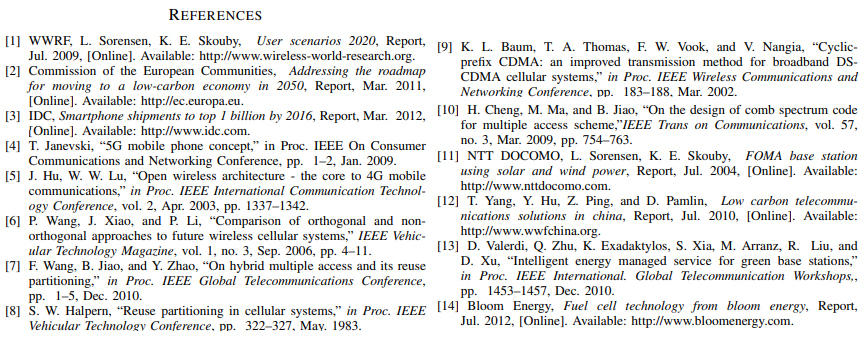 REFERENCES
[1] WWRF, L. Sorensen, K. E. Skouby, User scenarios 2020, Report,
Jul. 2009, [Online]. Available: http://www.wireless-world-research.org.
[2] Commission of the European Communities, Addressing the roadmap
for moving to a low-carbon economy in 2050, Report, Mar. 2011,
[Online]. Available: http://ec.europa.eu.
[3] IDC, Smartphone shipments to top 1 billion by 2016, Report, Mar. 2012,
[Online]. Available: http://www.idc.com.
[4] T. Janevski, “5G mobile phone concept,” in Proc. IEEE On Consumer
Communications and Networking Conference, pp. 1–2, Jan. 2009.
[5] J. Hu, W. W. Lu, “Open wireless architecture - the core to 4G mobile
communications,” in Proc. IEEE International Communication Technol-
ogy Conference, vol. 2, Apr. 2003, pp. 1337–1342.
[6] P. Wang, J. Xiao, and P. Li, “Comparison of orthogonal and non-
orthogonal approaches to future wireless cellular systems,” IEEE Vehic-
ular Technology Magazine, vol. 1, no. 3, Sep. 2006, pp. 4–11.
[7] F. Wang, B. Jiao, and Y. Zhao, “On hybrid multiple access and its reuse
partitioning,” in Proc. IEEE Global Telecommunications Conference,
pp. 1–5, Dec. 2010.
[8] S. W. Halpern, “Reuse partitioning in cellular systems,” in Proc. IEEE
Vehicular Technology Conference, pp. 322–327, May. 1983.
[9] K. L. Baum, T. A. Thomas, F. W. Vook, and V. Nangia, “Cyclic-
prefix CDMA: an improved transmission method for broadband DS-
CDMA cellular systems,” in Proc. IEEE Wireless Communications and
Networking Conference, pp. 183–188, Mar. 2002.
[10] H. Cheng, M. Ma, and B. Jiao, “On the design of comb spectrum code
for multiple access scheme,”IEEE Trans on Communications, vol. 57,
no. 3, Mar. 2009, pp. 754–763.
[11] NTT DOCOMO, L. Sorensen, K. E. Skouby, FOMA base station
using solar and wind power, Report, Jul. 2004, [Online]. Available:
http://www.nttdocomo.com.
[12] T. Yang, Y. Hu, Z. Ping, and D. Pamlin, Low carbon telecommu-
nications solutions in china, Report, Jul. 2010, [Online]. Available:
http://www.wwfchina.org.
[13] D. Valerdi, Q. Zhu, K. Exadaktylos, S. Xia, M. Arranz, R. Liu, and
D. Xu, “Intelligent energy managed service for green base stations,”
in Proc. IEEE International. Global Telecommunication Workshops,,
pp. 1453–1457, Dec. 2010.
[14] Bloom Energy, Fuel cell technology from bloom energy, Report,
Jul. 2012, [Online]. Available: http://www.bloomenergy.com.